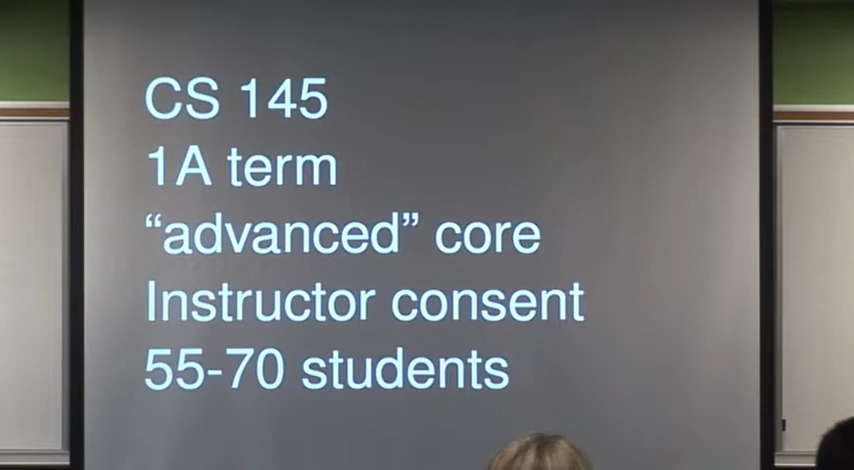 CS 145
1A term
“advanced” core
Instructor consent
55-70 students